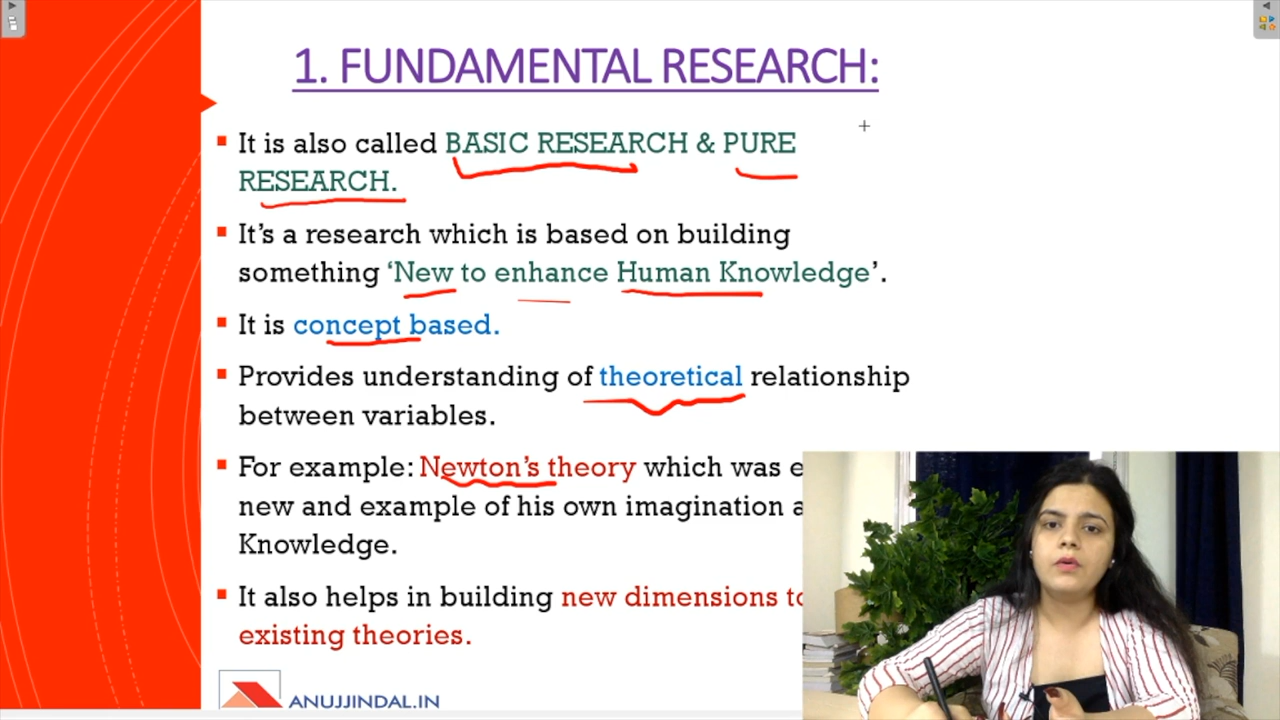 1. FUNDAMENTAL RESEARCH:
It is also called BASIC RESEARCH & PURE
RESEARCH.
It's a research which is based on building
something ‘New to enhance Human Knowledge’.
It is concept based.
Provides understanding of theoretical relationship
between variables.
For example: Newton's theory which was
new and example of his own imagination
Knowledge.
It also helps in building new dimensions to
existing theories.
ANUJJINDAL.IN